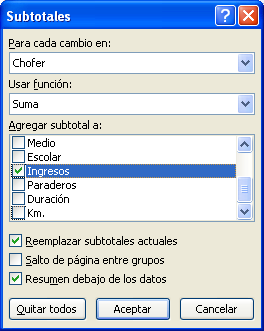 Subtotales
Para cada cambio en:
Chofer
Usar función:
Suma
Agregar subtotal a:
Medio
Escolar
Ingresos
Paraderos
Duración
Km.
Reemplazar subtotales actuales
Salto de página entre grupos
Resumen debajo de los datos
Quitar todos Aceptar Cancelar